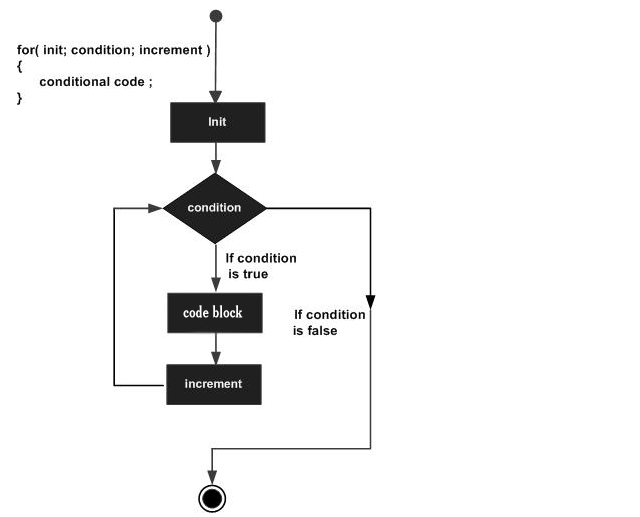 for( init; condition; increment )
{
conditional code ;
}
Init
condition
If condition
is true
code block
If condition
is false
increment